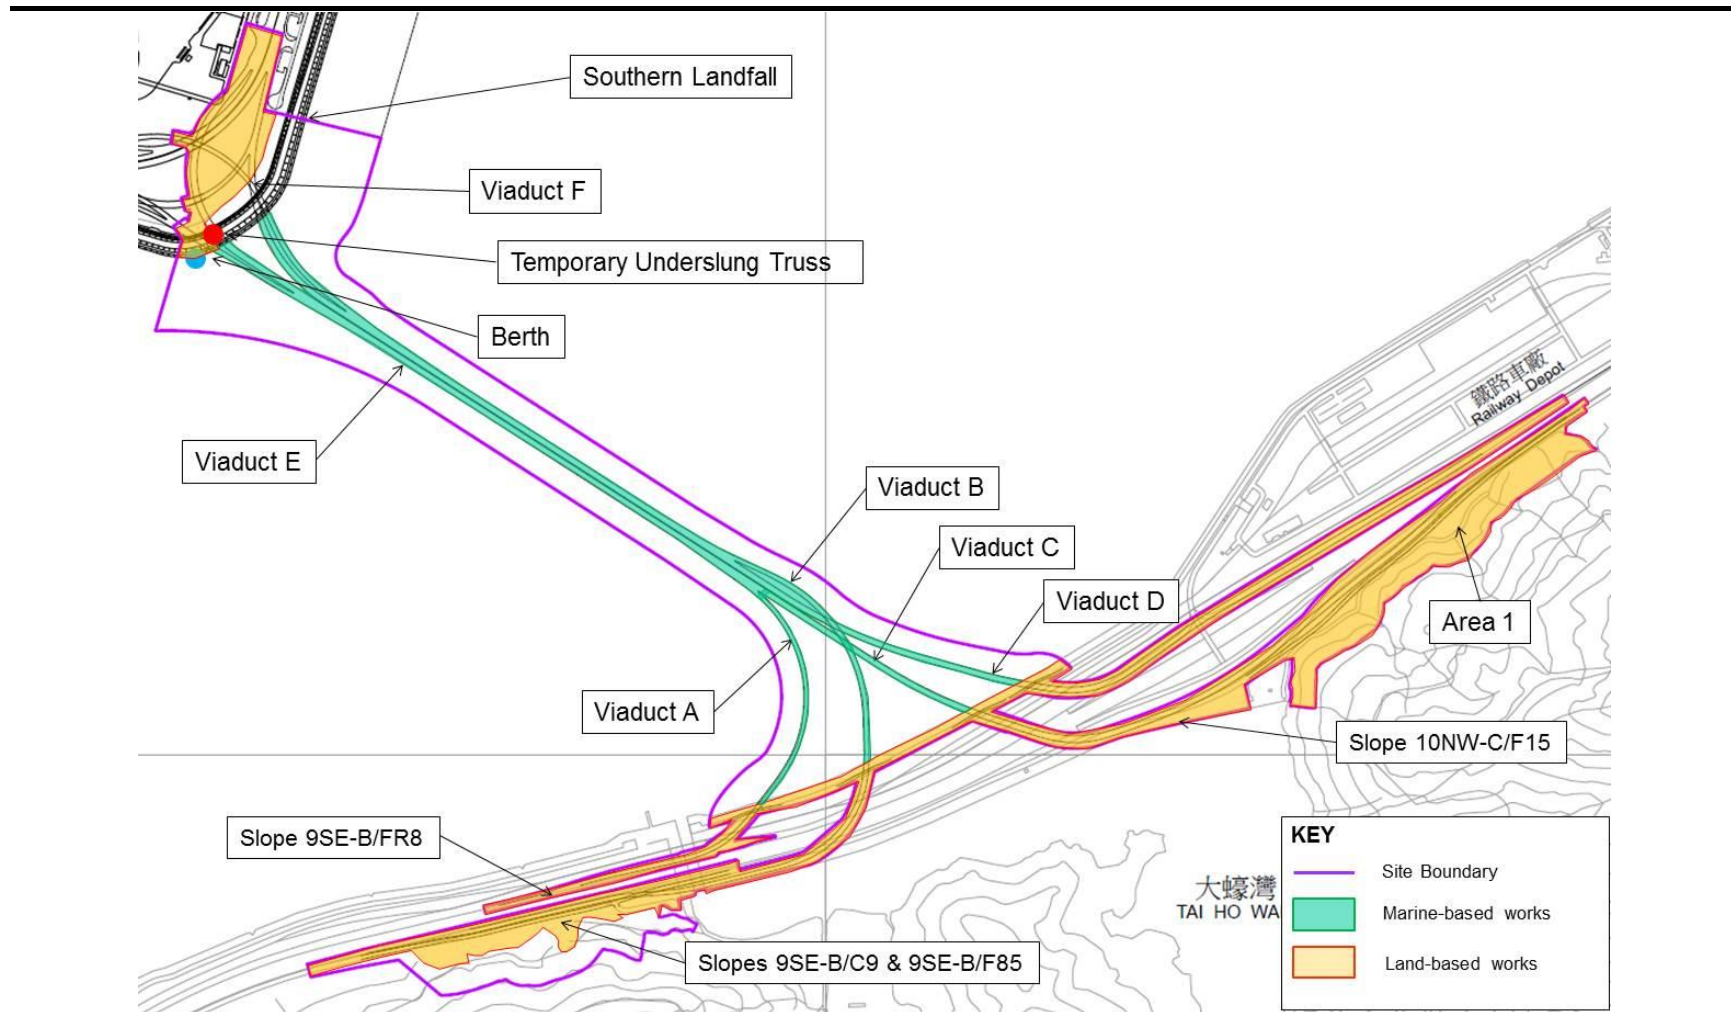 Southern Landfall
Viaduct F
Temporary Underslung Truss
Berth
鐵路車廠
Railway Depot
Viaduct E
Viaduct B
Viaduct C
Viaduct D
Area 1
Viaduct A
Slope 10NW-C/F15
Slope 9SE-B/FR8
大蠔灣
TAI HO WA
Slopes 9SE-B/C9 & 9SE-B/F85
KEY
Site Boundary
Marine-based works
Land-based works